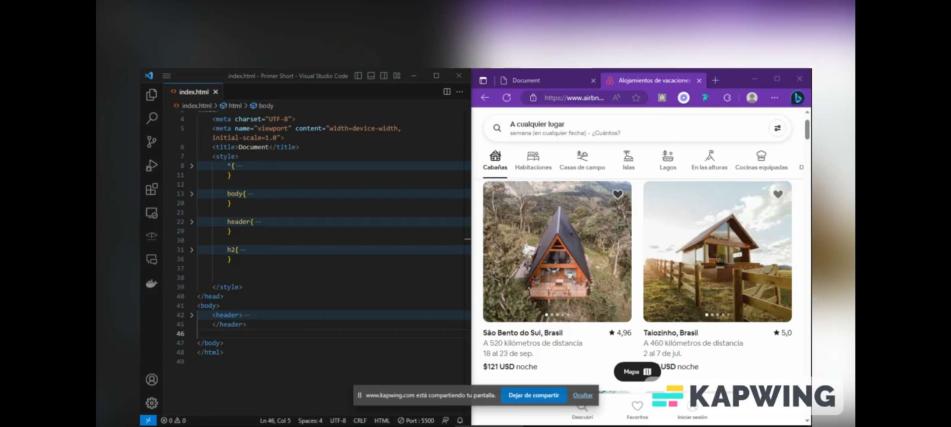 index.html - Primer Short - Visual Studio Code
index.html
index.html > html > body
4 <meta charset="UTF-8">
5 <meta name="viewport" content="width=device-width,
initial-scale=1.0">
6 <title>Document</title>
7 <style>
8 *{
11 }
12
13 body{
20 }
21
22 header{
29 }
30
31 h2{
36 }
37
38
39 </style>
40 </head>
41 <body>
42 <header>
45 </header>
46
47 </body>
48 </html>
49
0 0
Ln 46, Col 5 Spaces: 4 UTF-8 CRLF HTML Port : 5500
Document
Alojamientos de vacacione
https://www.airbn...
A cualquier lugar
semana (en cualquier fecha) · ¿Cuántos?
Cabañas Habitaciones Casas de campo Islas Lagos En las alturas Cocinas equipadas D
São Bento do Sul, Brasil ★ 4,96
A 520 kilómetros de distancia
18 al 23 de sep.
$121 USD noche
Taiozinho, Brasil ★ 5,0
A 460 kilómetros de distancia
2 al 7 de jul.
USD noche
Mapa
www.kapwing.com está compartiendo tu pantalla. Dejar de compartir Ocultar
Favoritos Iniciar sesión
KAPWING